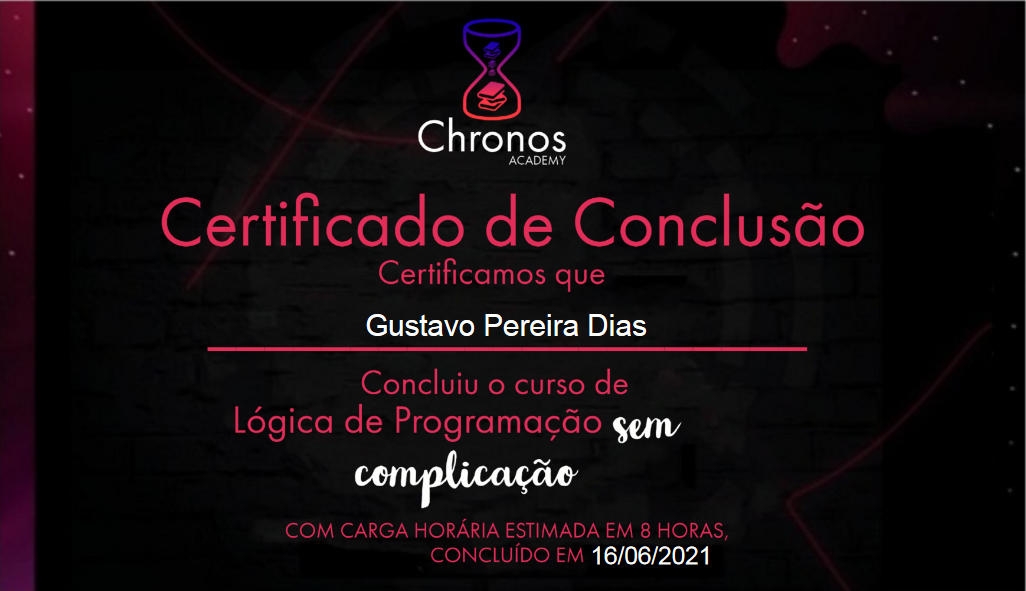 Chronos
ACADEMY
Certificado de Conclusão
Certificamos que
Gustavo Pereira Dias
Concluiu o curso de
Lógica de Programação sem
complicação
COM CARGA HORÁRIA ESTIMADA EM 8 HORAS,
CONCLUÍDO EM 16/06/2021